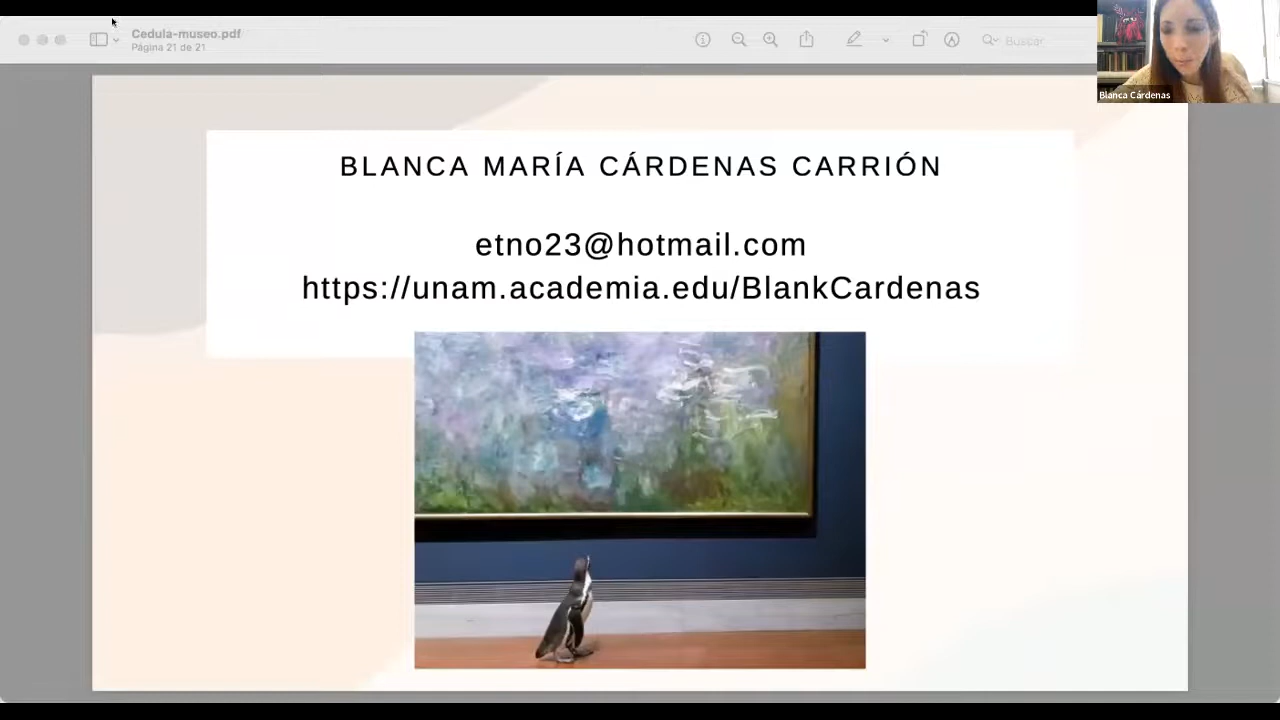 Cedula-museo.pdf
Página 21 de 21
Buscar
Blanca Cárdenas
BLANCA MARÍA CÁRDENAS CARRIÓN
etno23@hotmail.com
https://unam.academia.edu/BlankCardenas